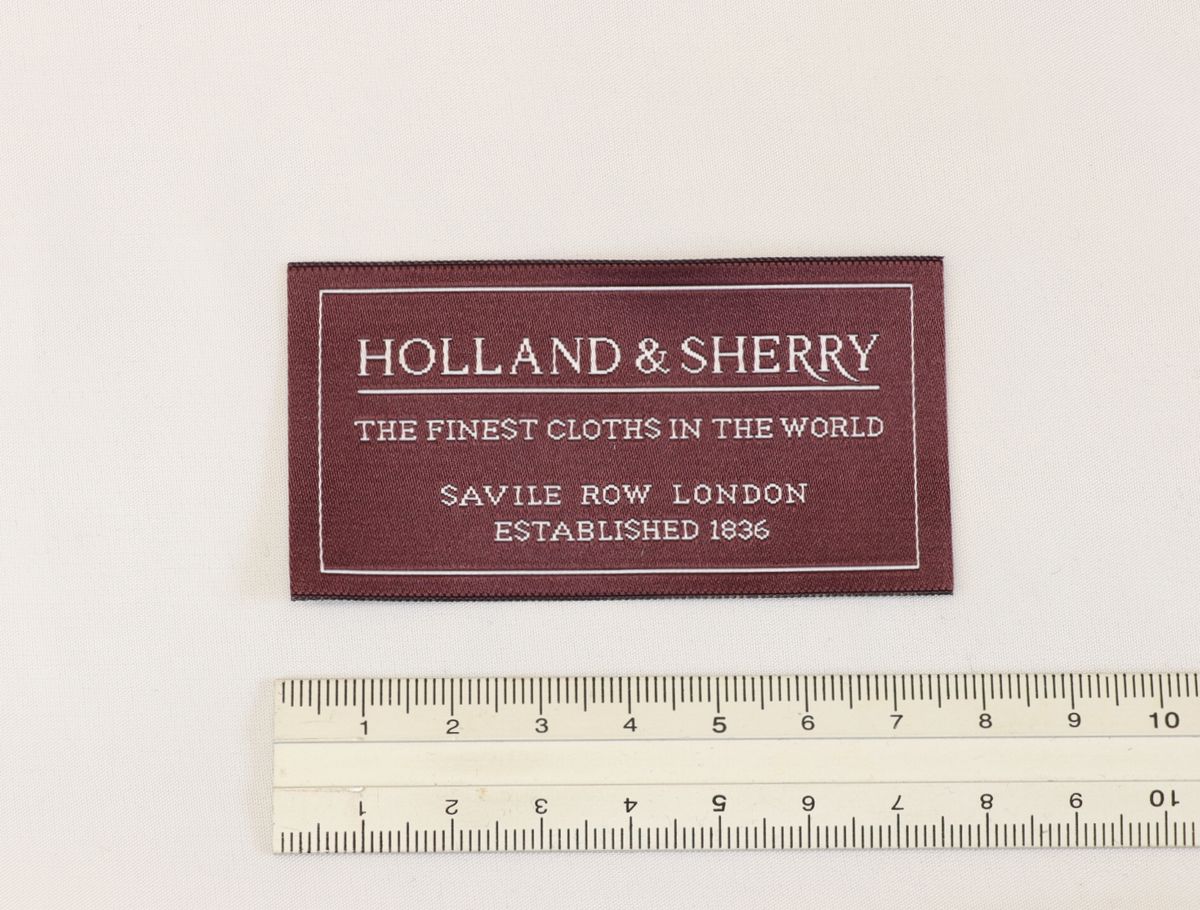 HOLLAND & SHERRY
THE FINEST CLOTHS IN THE WORLD
SAVILE ROW LONDON
ESTABLISHED 1836
1 2 3 4 5 6 7 8 9 10
1 2 3 4 5 6 7 8 9 10